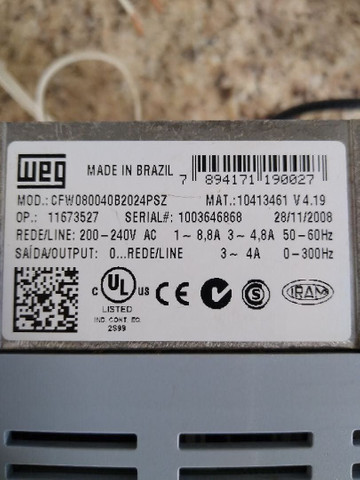 WEG MADE IN BRAZIL 7 894171 190027
MOD.: CFW080040B2024PSZ MAT.: 10413461 V 4.19
OP.: 11673527 SERIAL#: 1003646868 28/11/2008
REDE/LINE: 200-240V AC 1~ 8,8A 3~ 4,8A 50-60Hz
SAÍDA/OUTPUT: 0...REDE/LINE 3~ 4A 0-300Hz
c UL US CE C S IRAM
LISTED
IND. CONT. EQ.
2S99